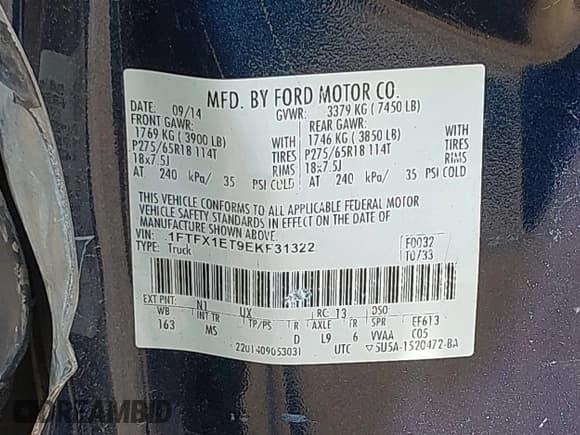 MFD. BY FORD MOTOR CO.
DATE: 09/14 GVWR: 3379 KG ( 7450 LB)
FRONT GAWR: REAR GAWR:
1769 KG ( 3900 LB) WITH 1746 KG ( 3850 LB) WITH
P275/65R18 114T TIRES P275/65R18 114T TIRES
18x7.5J RIMS 18x7.5J RIMS
AT 240 kPa/ 35 PSI COLD AT 240 kPa/ 35 PSI COLD
THIS VEHICLE CONFORMS TO ALL APPLICABLE FEDERAL MOTOR
VEHICLE SAFETY STANDARDS IN EFFECT ON THE DATE OF
MANUFACTURE SHOWN ABOVE.
VIN: 1FTFX1ET9EKF31322 F0032
TYPE: Truck T0733
EXT PNT: N1 UX RC: 13 DSO:
WB INT TR TP/PS R AXLE TR SPR EF613
163 MS D L9 6 VVAA C05
2201409053031 UTC ▽5U5A-1520472-BA
DREAMBID